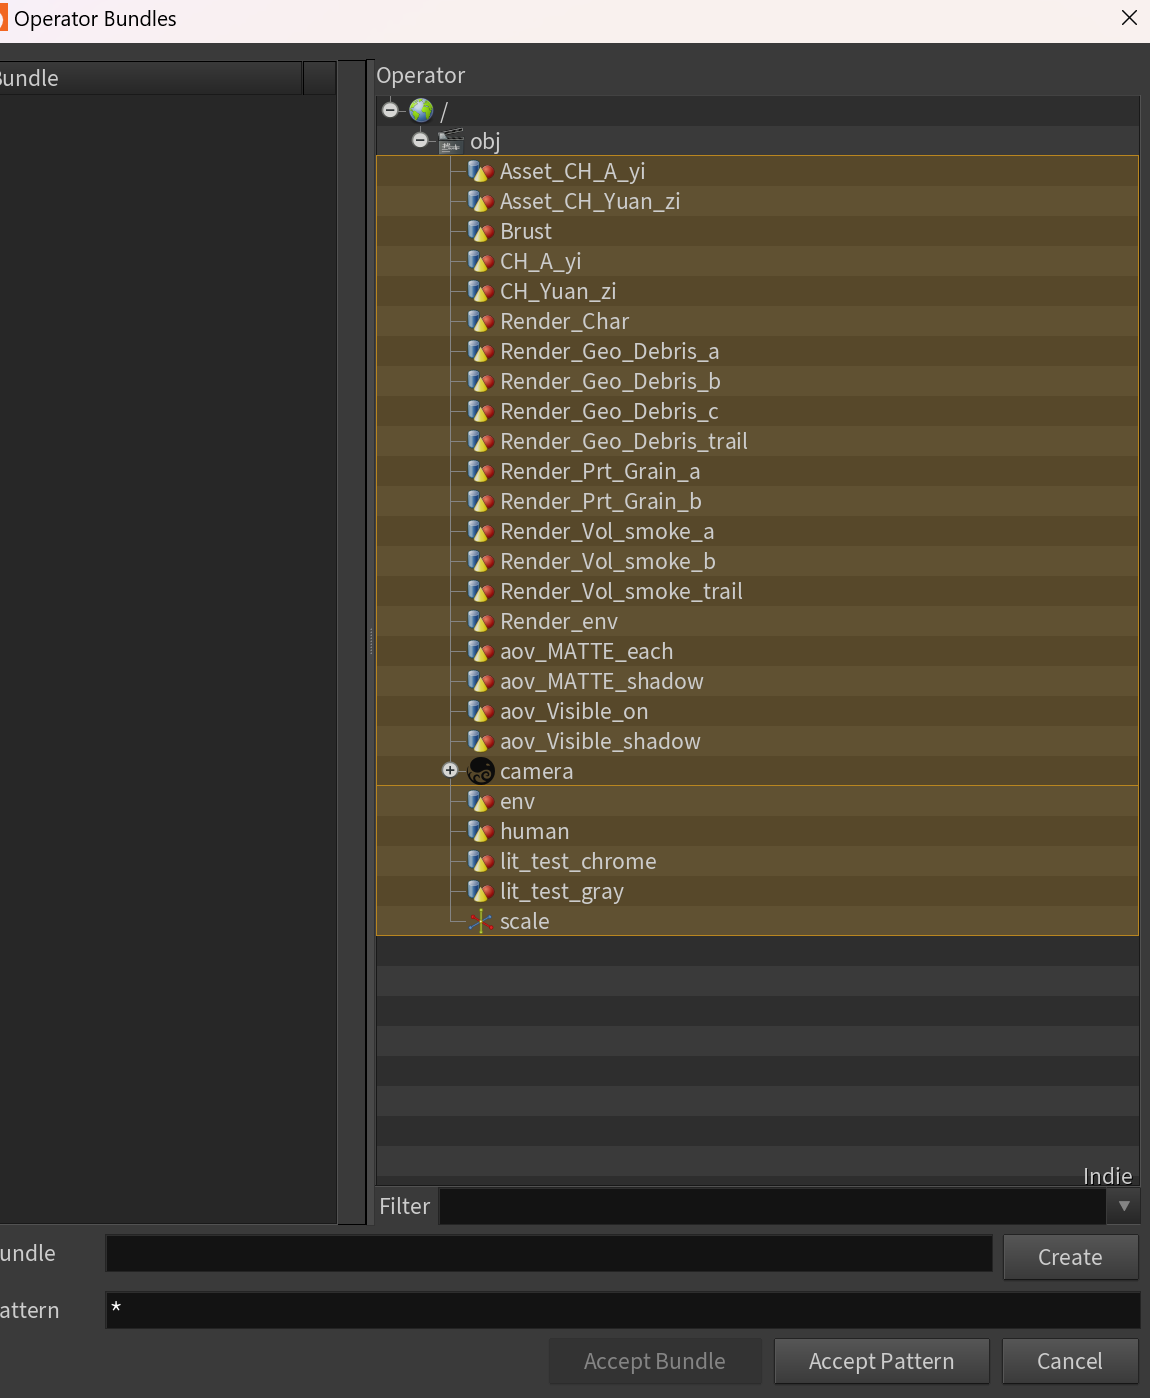 Operator Bundles
Bundle
Operator
/
obj
Asset_CH_A_yi
Asset_CH_Yuan_zi
Brust
CH_A_yi
CH_Yuan_zi
Render_Char
Render_Geo_Debris_a
Render_Geo_Debris_b
Render_Geo_Debris_c
Render_Geo_Debris_trail
Render_Prt_Grain_a
Render_Prt_Grain_b
Render_Vol_smoke_a
Render_Vol_smoke_b
Render_Vol_smoke_trail
Render_env
aov_MATTE_each
aov_MATTE_shadow
aov_Visible_on
aov_Visible_shadow
camera
env
human
lit_test_chrome
lit_test_gray
scale
Indie
Filter
undle
Create
attern *
Accept Bundle Accept Pattern Cancel